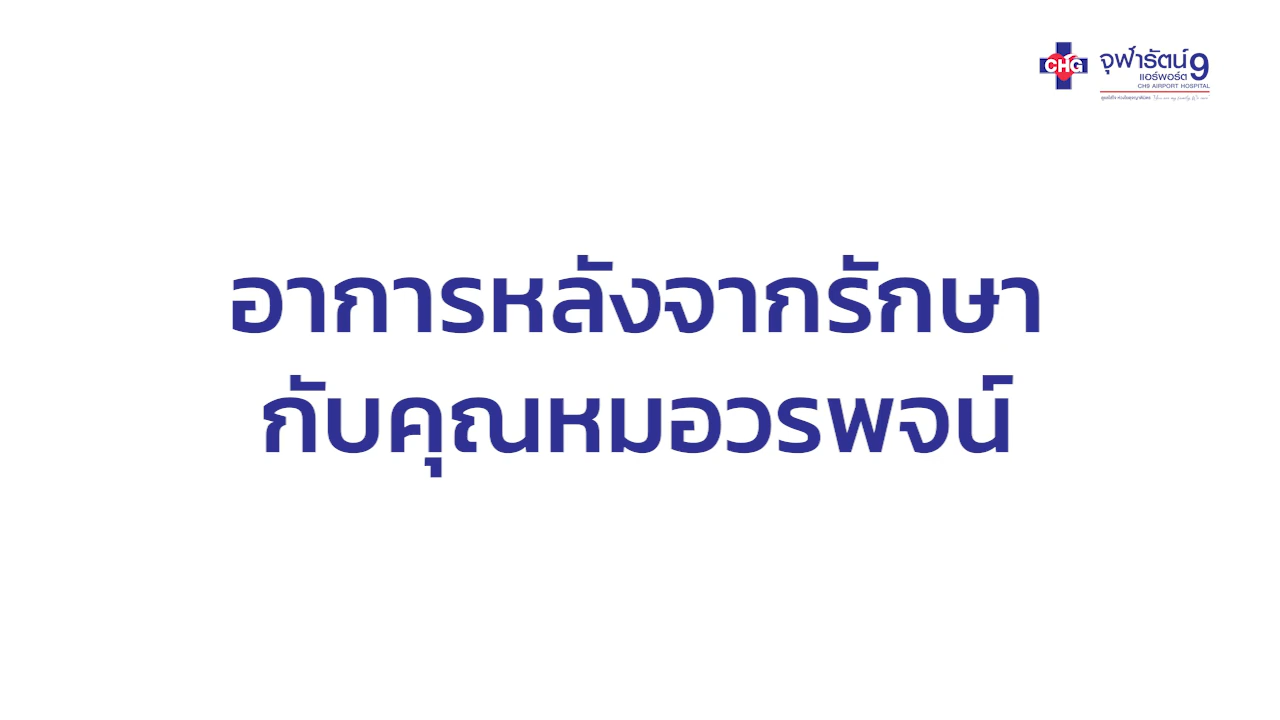 CHG
จุฬารัตน์ 9
แอร์พอร์ต
CH9 AIRPORT HOSPITAL
อาการหลังจากรักษา
กับคุณหมอวรพจน์